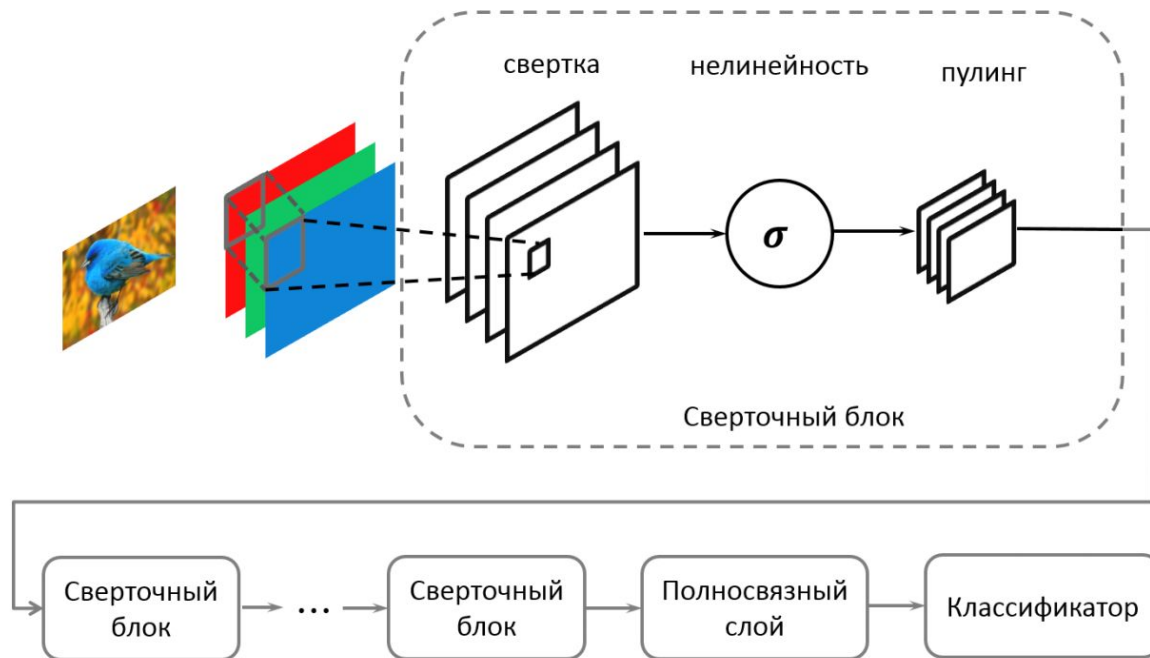 свертка нелинейность пулинг
σ
Сверточный блок
Сверточный
блок
...
Сверточный
блок
Полносвязный
слой
Классификатор